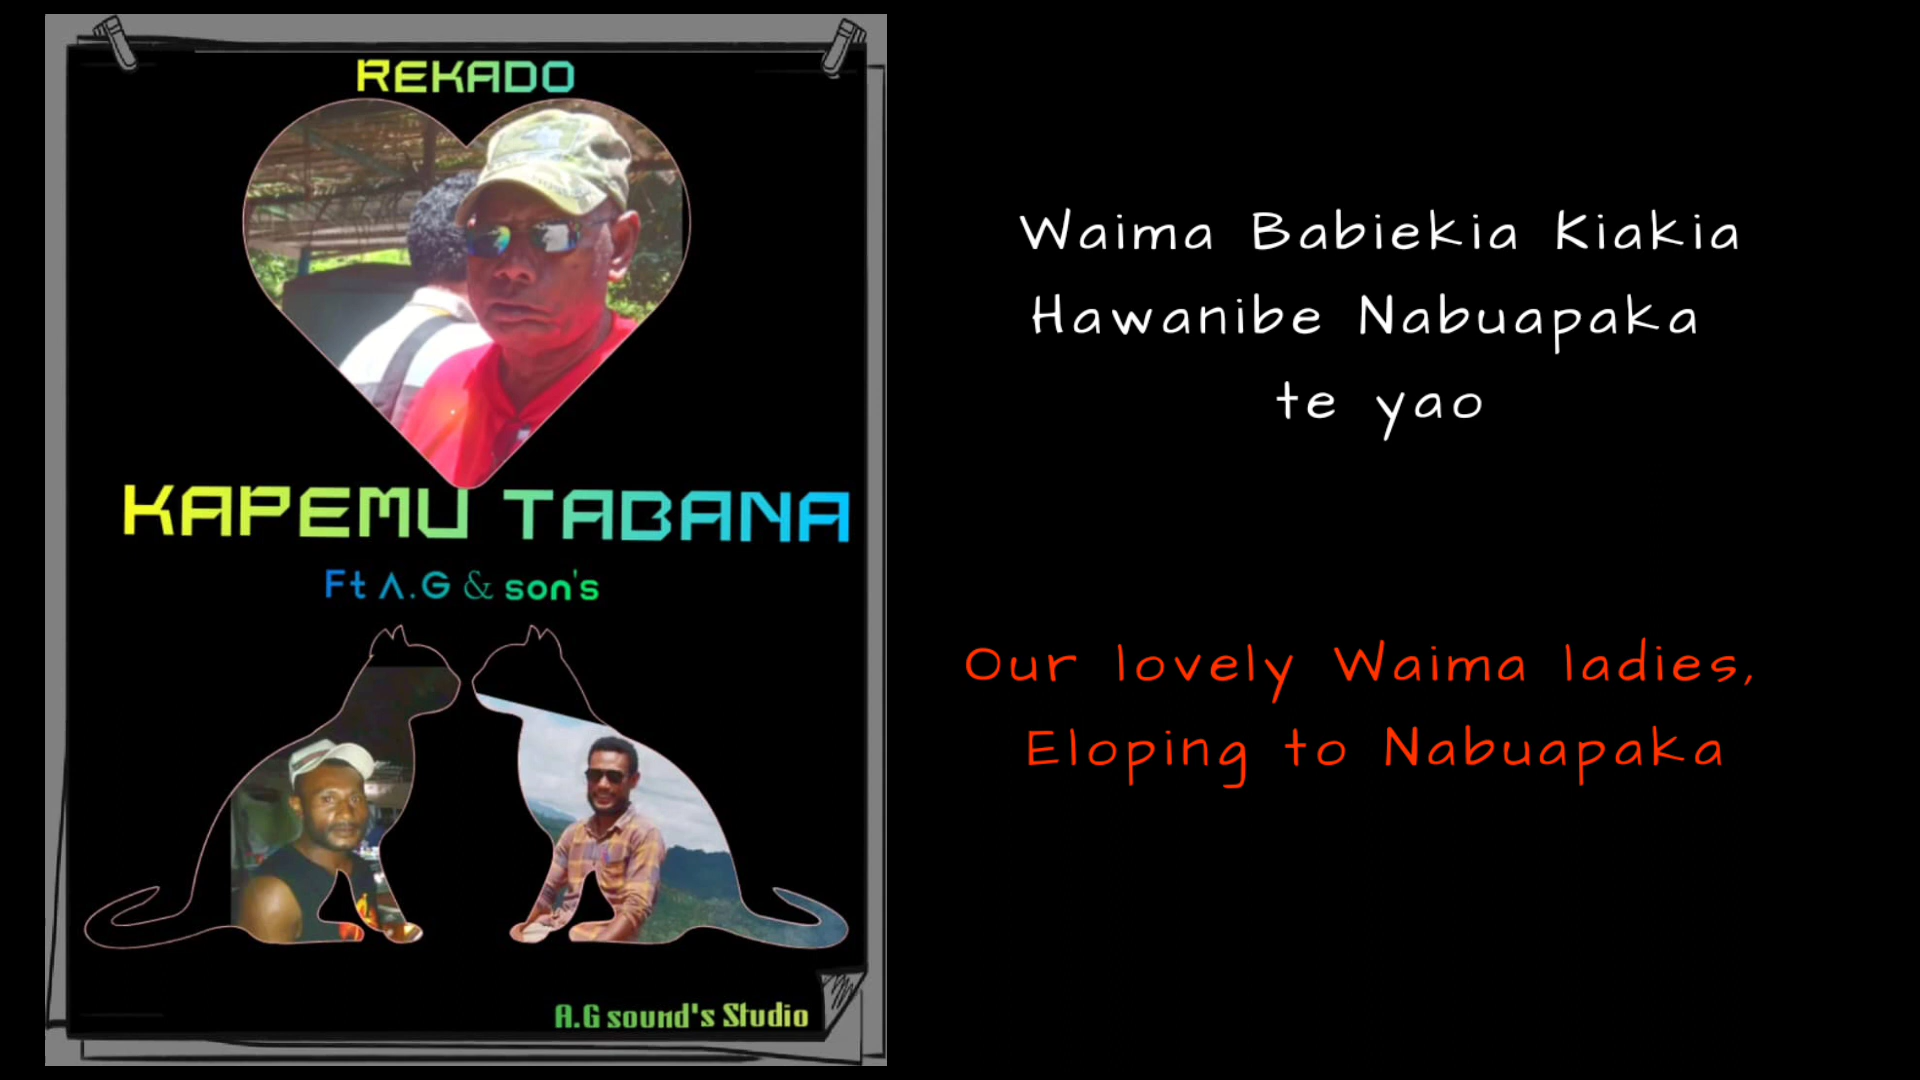 REKADO
KAPEMU TABANA
Ft A.G & son's
A.G sound's Studio
Waima Babiekia Kiakia
Hawanibe Nabuapaka
te yao
Our lovely Waima ladies,
Eloping to Nabuapaka